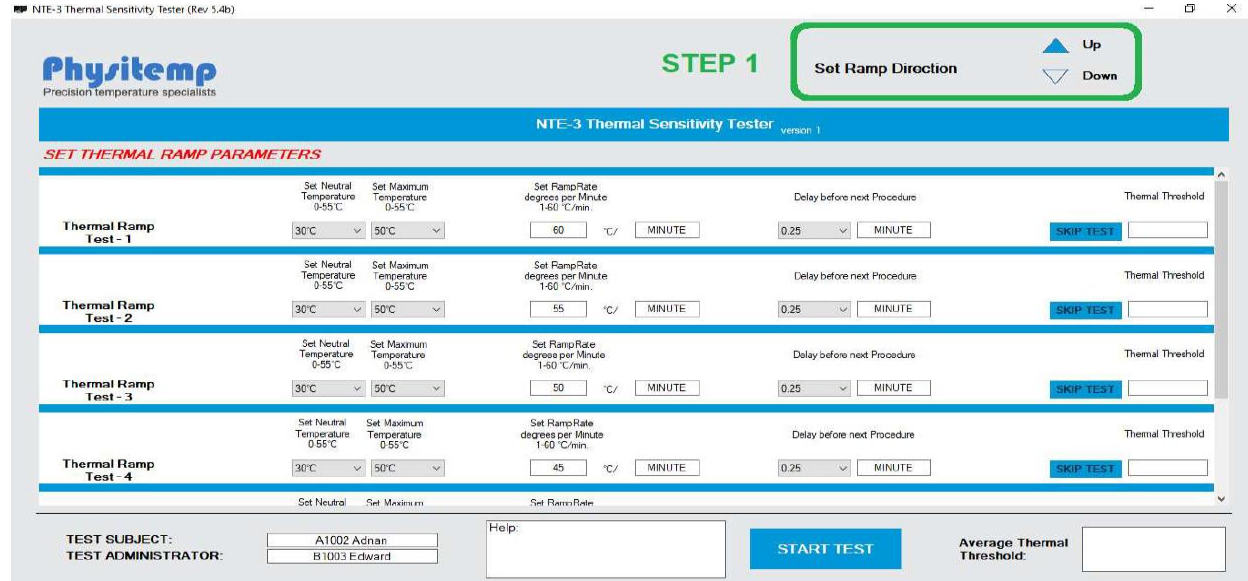 NTE-3 Thermal Sensitivity Tester (Rev 5.4b)
Physitemp
Precision temperature specialists
STEP 1
Set Ramp Direction
Up
Down
NTE-3 Thermal Sensitivity Tester version 1
SET THERMAL RAMP PARAMETERS
Set Neutral Temperature 0-55°C
Set Maximum Temperature 0-55°C
Set RampRate degrees per Minute 1-60 °C/min.
Delay before next Procedure
Thermal Threshold
Thermal Ramp Test - 1
30°C
50°C
60 °C/ MINUTE
0.25 MINUTE
SKIP TEST
Set Neutral Temperature 0-55°C
Set Maximum Temperature 0-55°C
Set RampRate degrees per Minute 1-60 °C/min.
Delay before next Procedure
Thermal Threshold
Thermal Ramp Test - 2
30°C
50°C
55 °C/ MINUTE
0.25 MINUTE
SKIP TEST
Set Neutral Temperature 0-55°C
Set Maximum Temperature 0-55°C
Set RampRate degrees per Minute 1-60 °C/min.
Delay before next Procedure
Thermal Threshold
Thermal Ramp Test - 3
30°C
50°C
50 °C/ MINUTE
0.25 MINUTE
SKIP TEST
Set Neutral Temperature 0-55°C
Set Maximum Temperature 0-55°C
Set RampRate degrees per Minute 1-60 °C/min.
Delay before next Procedure
Thermal Threshold
Thermal Ramp Test - 4
30°C
50°C
45 °C/ MINUTE
0.25 MINUTE
SKIP TEST
Set Neutral
Set Maximum
Set RampRate
TEST SUBJECT: A1002 Adnan
TEST ADMINISTRATOR: B1003 Edward
Help:
START TEST
Average Thermal Threshold: